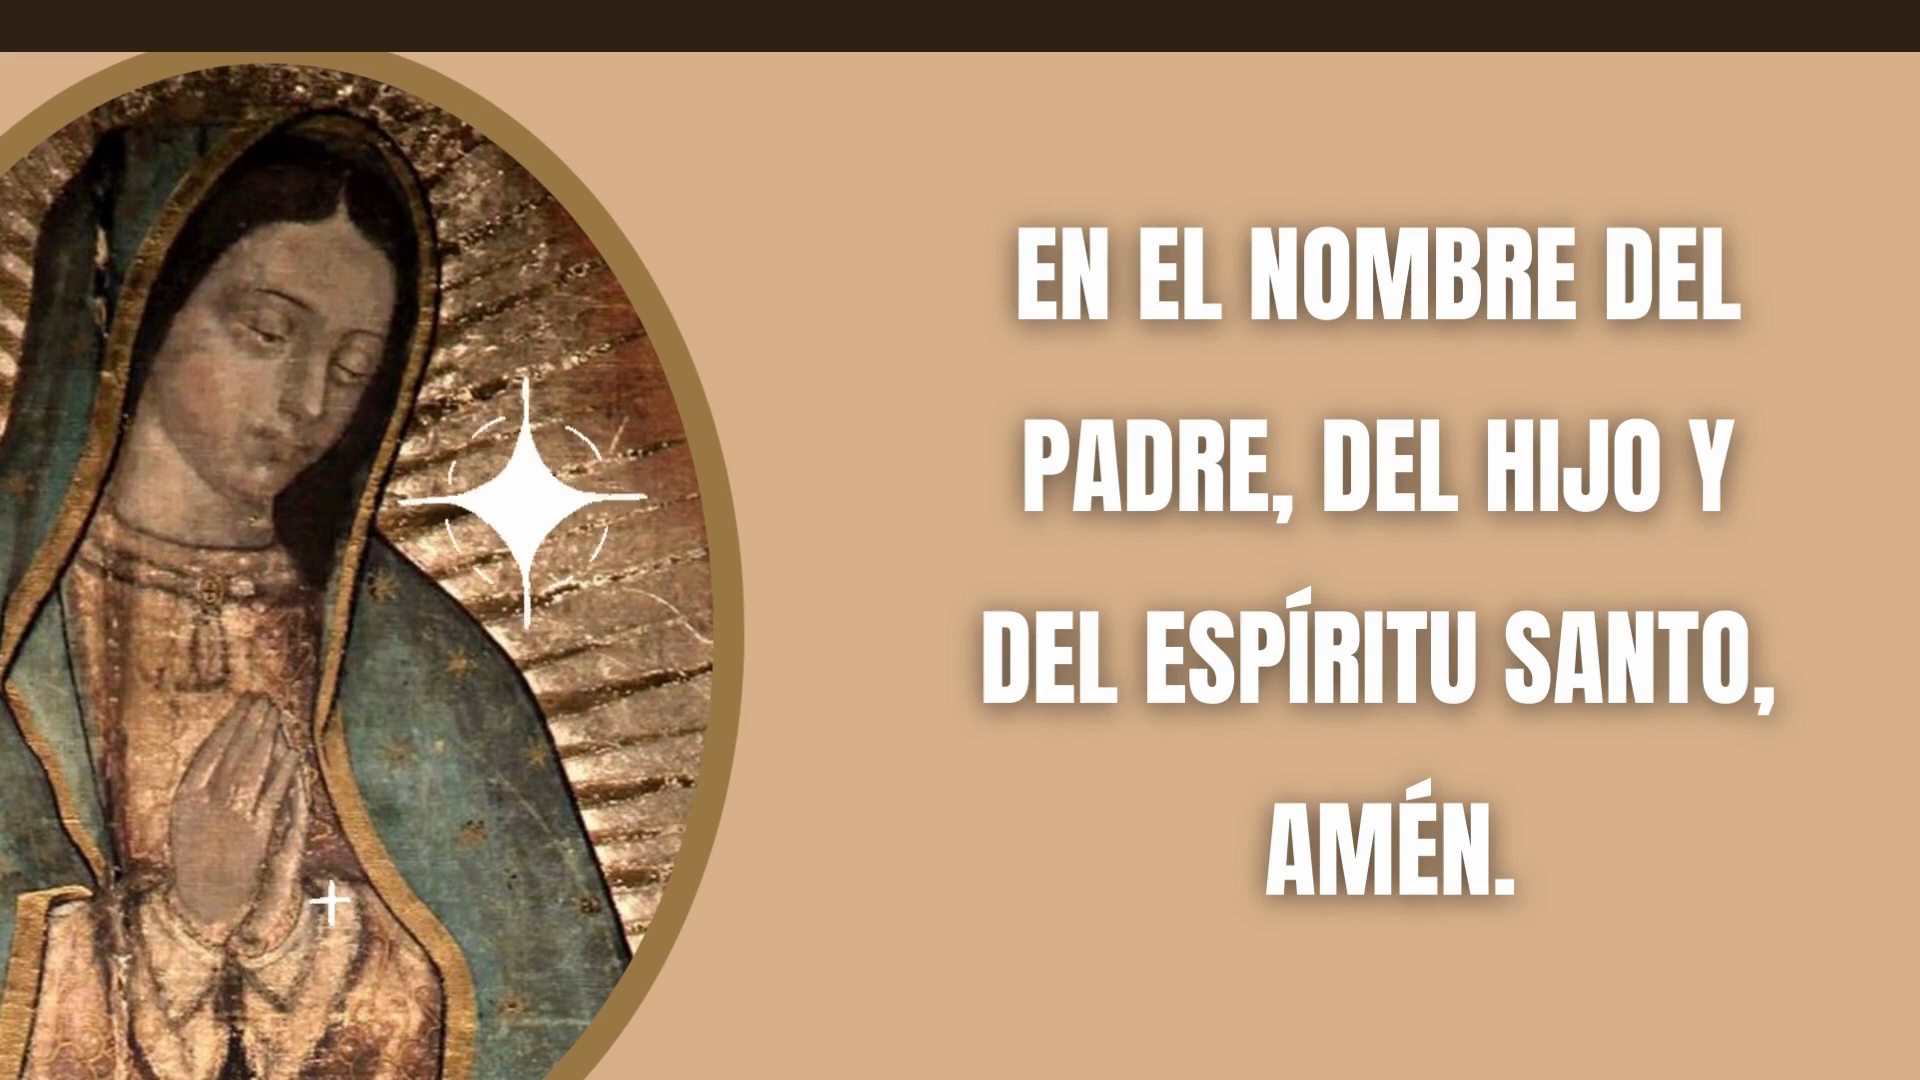 EN EL NOMBRE DEL
PADRE, DEL HIJO Y
DEL ESPÍRITU SANTO,
AMÉN.